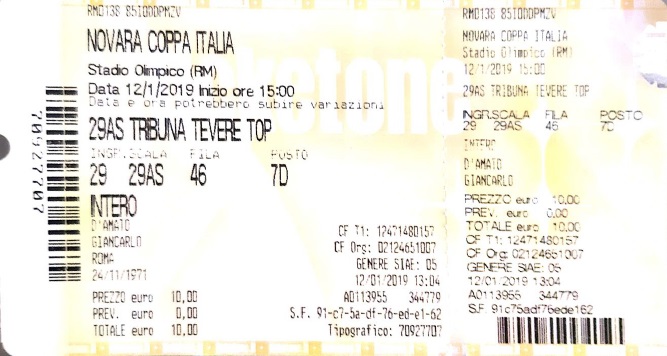 RM0138 85IODDPMZV
NOVARA COPPA ITALIA
Stadio Olimpico (RM)
Data 12/1/2019 Inizio ore 15:00
Data e ora potrebbero subire variazioni
29AS TRIBUNA TEVERE TOP
INGR.SCALA FILA POSTO
29 29AS 46 7D
INTERO
D'AMATO
GIANCARLO
ROMA
24/11/1971
PREZZO euro 10,00
PREV. euro 0,00
TOTALE euro 10,00
CF T1: 12471480157
CF Org: 02124651007
GENERE SIAE: 05
12/01/2019 13:04
A0113955 344779
S.F. 91-c7-5a-df-76-ed-e1-62
Tipografico: 70927707
70927707
RM0138 85IODDPMZV
NOVARA COPPA ITALIA
Stadio Olimpico (RM)
12/1/2019 15:00
29AS TRIBUNA TEVERE TOP
INGR.SCALA FILA POSTO
29 29AS 46 7D
INTERO
D'AMATO
GIANCARLO
PREZZO euro 10,00
PREV. euro 0,00
TOTALE euro 10,00
CF T1: 12471480157
CF Org: 02124651007
GENERE SIAE: 05
12/01/2019 13:04
A0113955 344779
S.F. 91c75adf76ede162